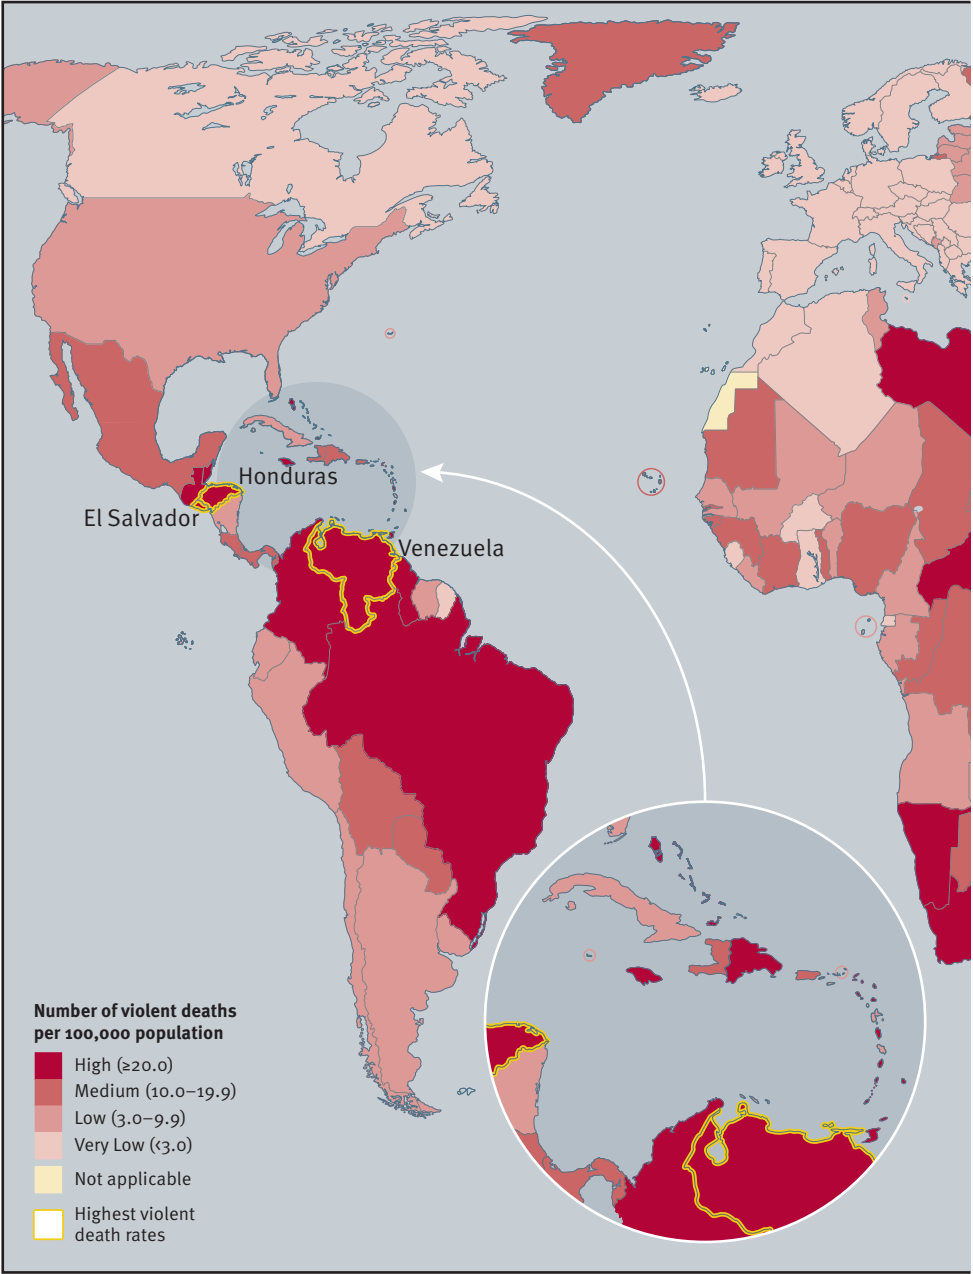 Honduras
El Salvador
Venezuela
Number of violent deaths
per 100,000 population
High (≥20.0)
Medium (10.0–19.9)
Low (3.0–9.9)
Very Low (<3.0)
Not applicable
Highest violent
death rates